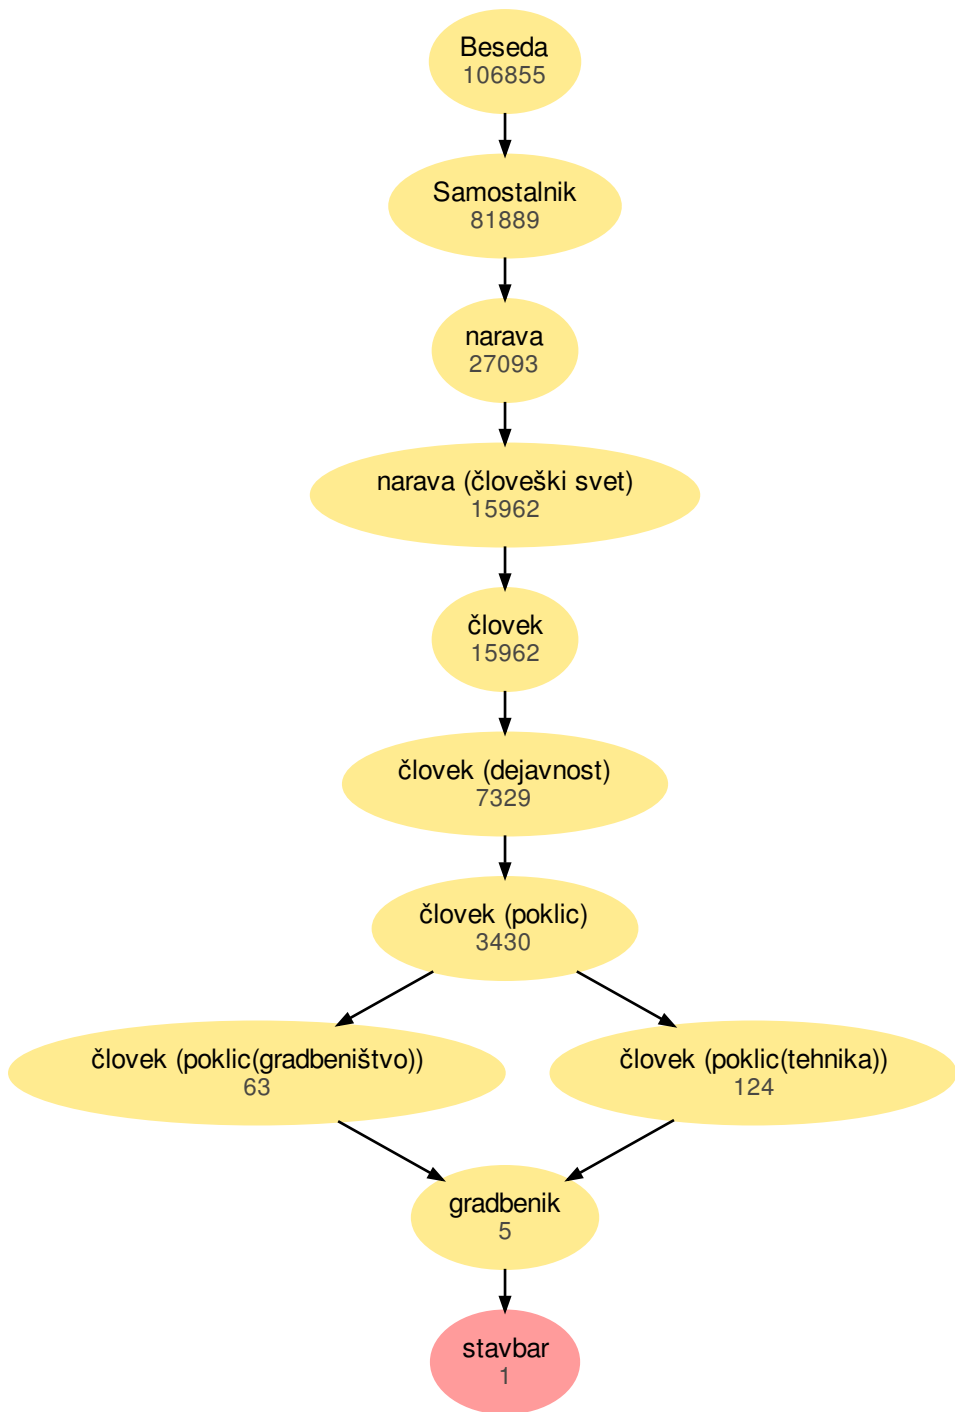 Beseda
106855
Samostalnik
81889
narava
27093
narava (človeški svet)
15962
človek
15962
človek (dejavnost)
7329
človek (poklic)
3430
človek (poklic(gradbeništvo))
63
človek (poklic(tehnika))
124
gradbenik
5
stavbar
1